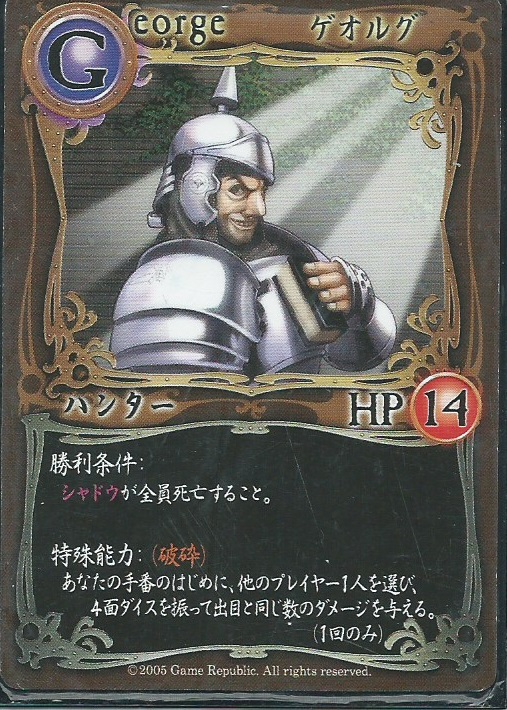 George ゲオルグ
ハンター HP 14
勝利条件:
シャドウが全員死亡すること。
特殊能力:(破砕)
あなたの手番のはじめに、他のプレイヤー1人を選び、
4面ダイスを振って出目と同じ数のダメージを与える。
(1回のみ)
©2005 Game Republic. All rights reserved.